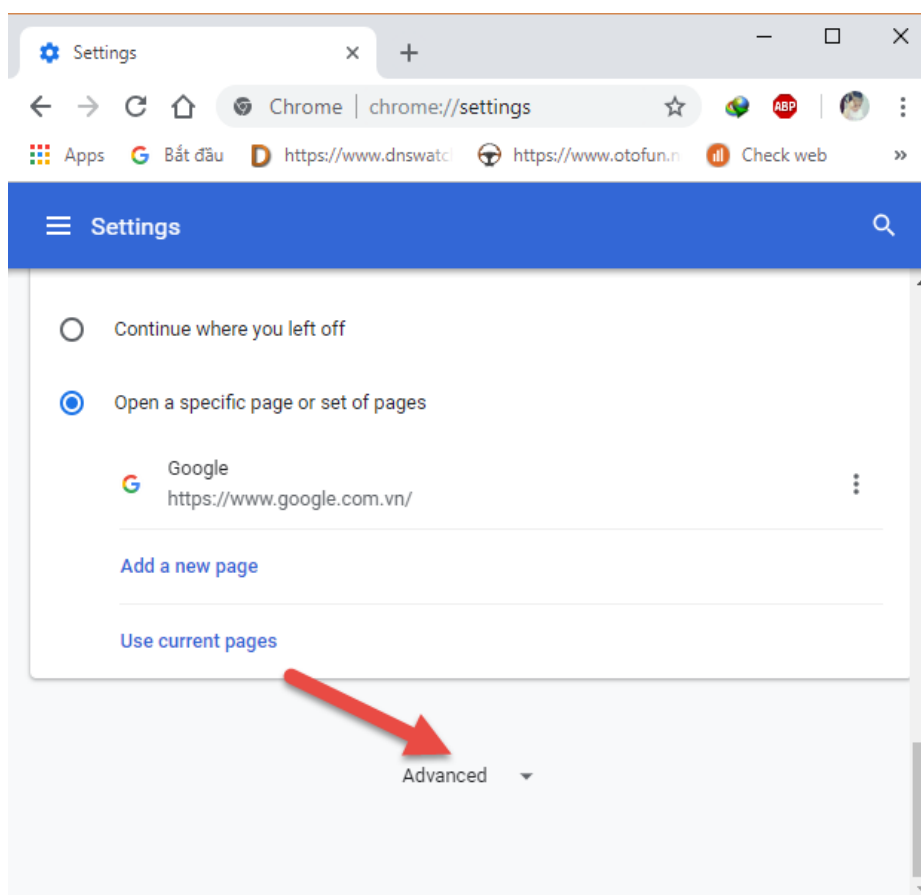 Settings
Chrome | chrome://settings
ABP
Apps G Bắt đầu D https://www.dnswatc https://www.otofun.n Check web »
Settings
Continue where you left off
Open a specific page or set of pages
G Google
https://www.google.com.vn/
Add a new page
Use current pages
Advanced